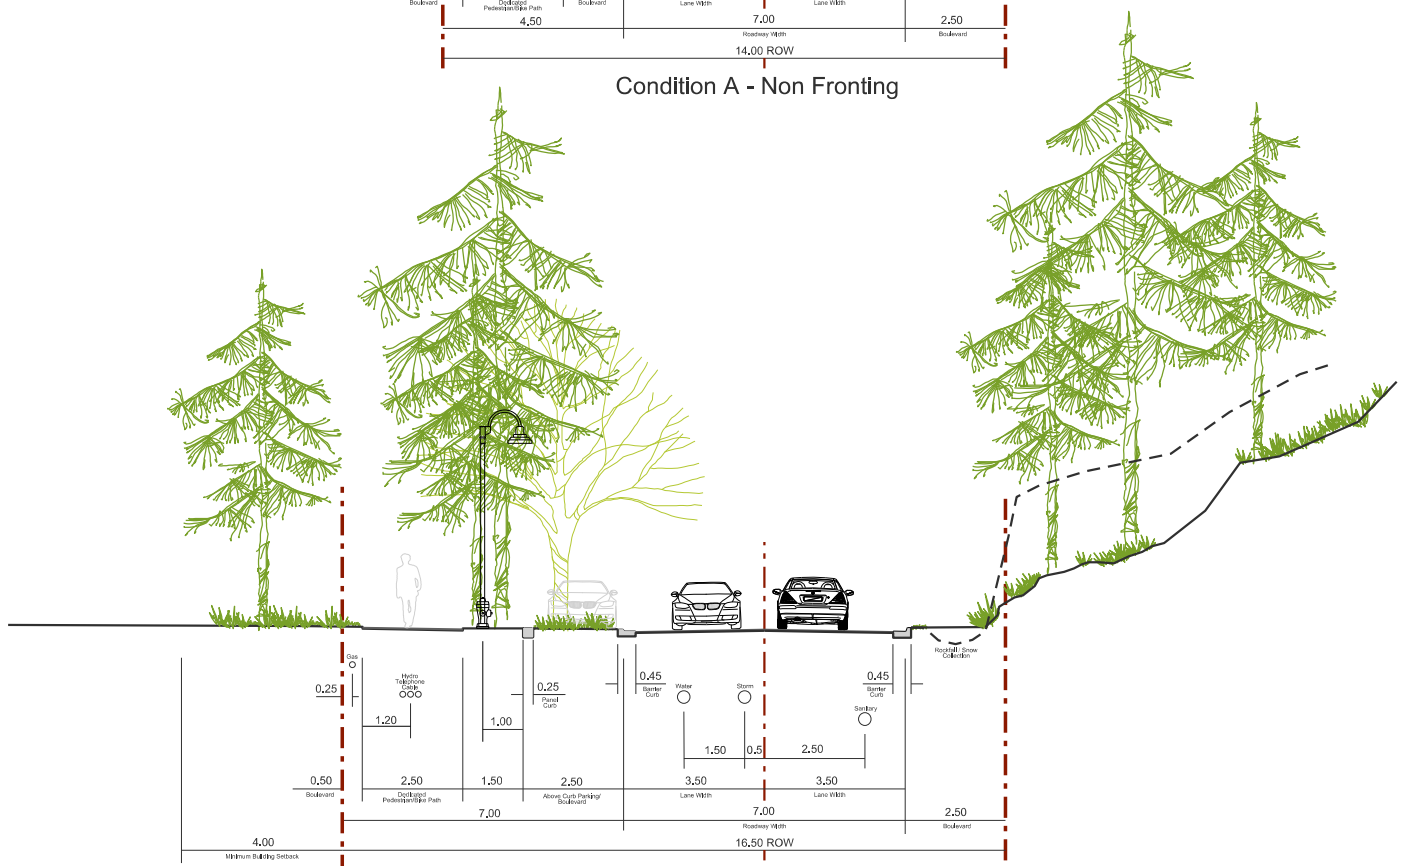 Boulevard Dedicated Boulevard Lane Width Lane Width
Pedestrian/Bike Path
4.50 7.00 2.50
Roadway Width Boulevard
14.00 ROW
Condition A - Non Fronting
Rockfall / Snow
Collection
Gas
Hydro
Telephone
Cable
0.25
1.20
1.00
0.25
Panel
Curb
0.45
Barrier
Curb
Water
Storm
Sanitary
0.45
Barrier
Curb
1.50 0.5 2.50
0.50 2.50 1.50 2.50 3.50 3.50
Boulevard Dedicated Above Curb Parking/ Lane Width Lane Width
Pedestrian/Bike Path Boulevard
7.00 7.00 2.50
Roadway Width Boulevard
4.00 16.50 ROW
Minimum Building Setback